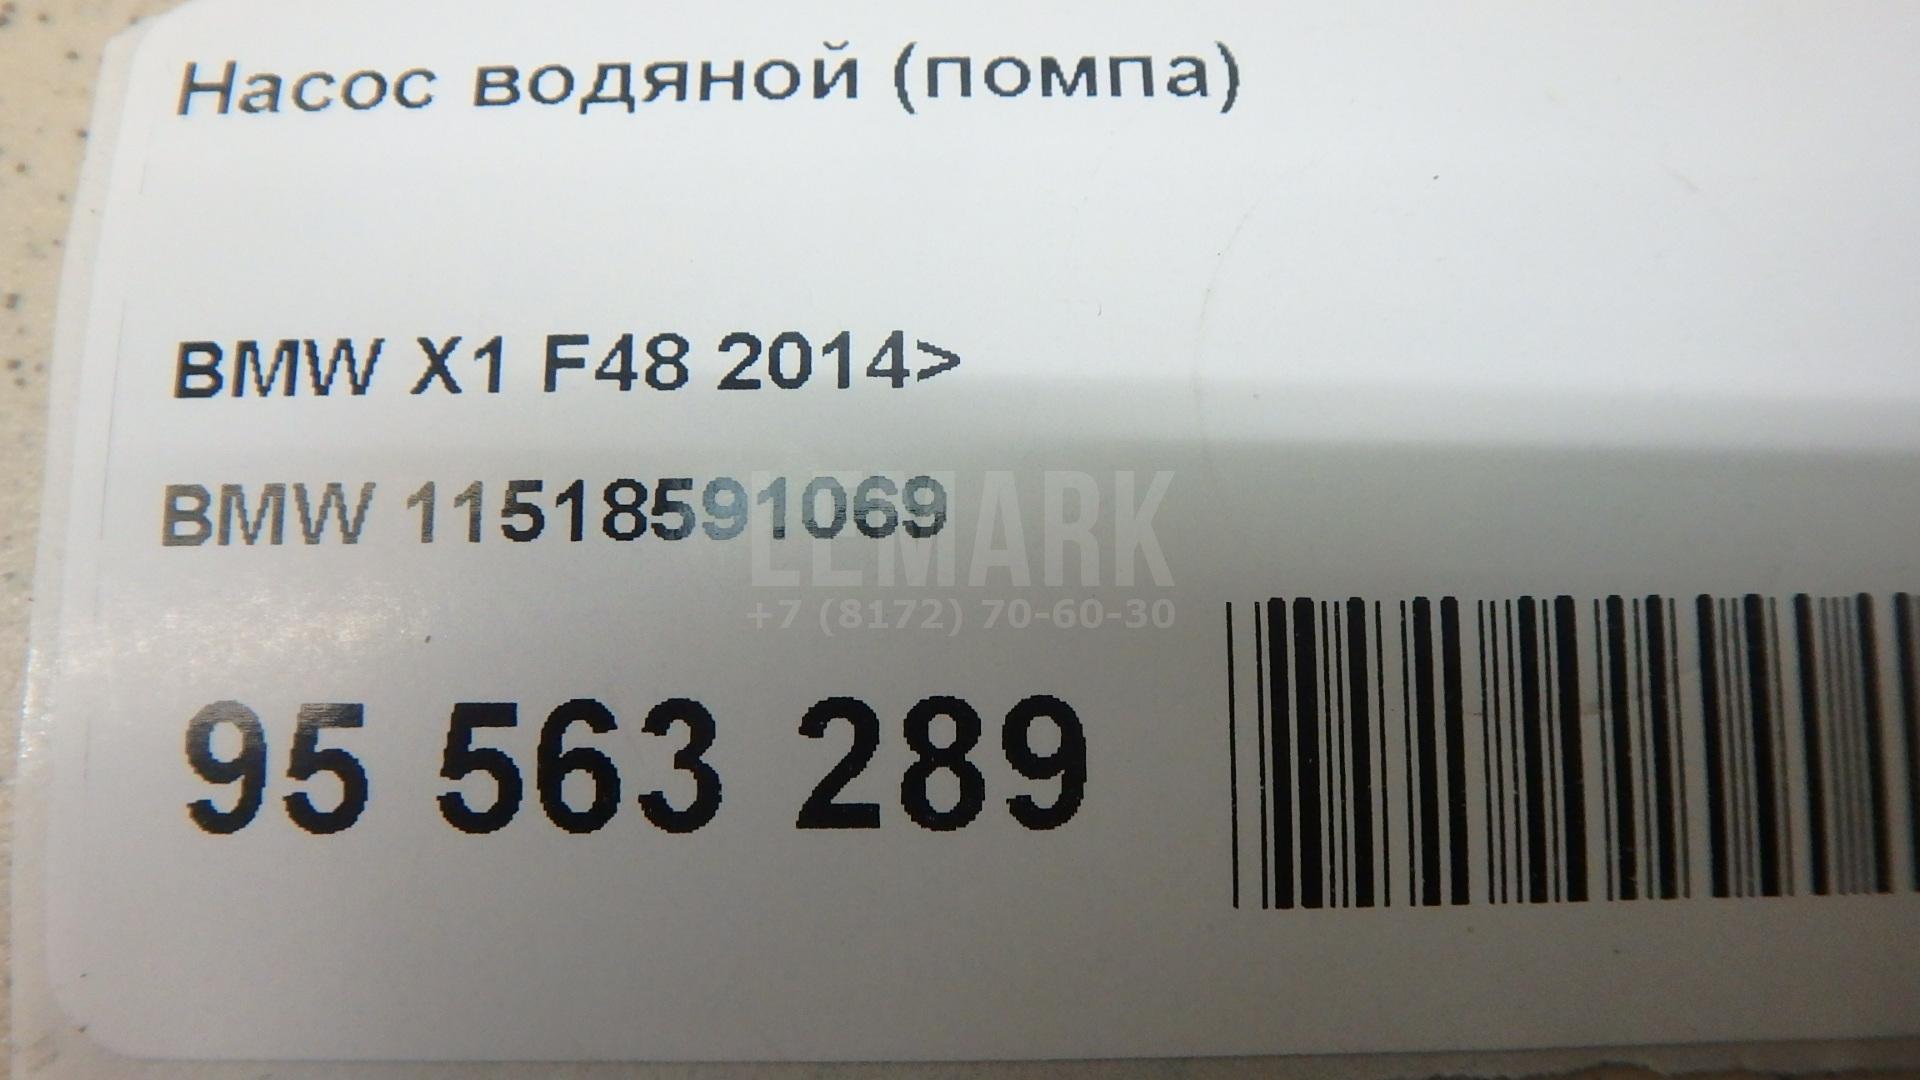 Насос водяной (помпа)
BMW X1 F48 2014>
BMW 11518591069
LEMARK
+7 (8172) 70-60-30
95 563 289